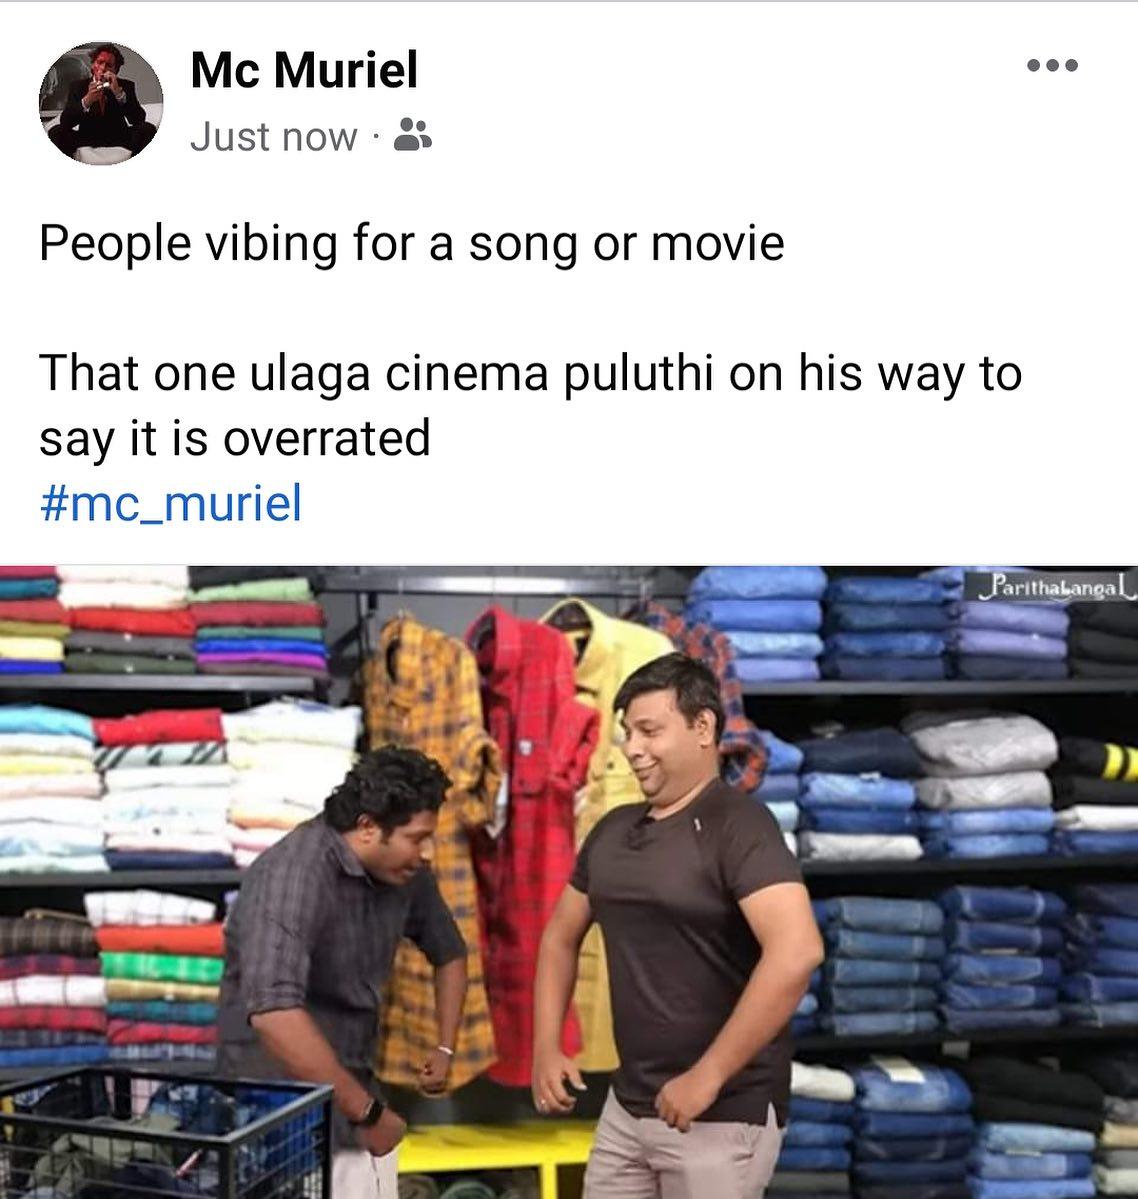 Mc Muriel
Just now ·
People vibing for a song or movie
That one ulaga cinema puluthi on his way to
say it is overrated
#mc_muriel
Parithabangal